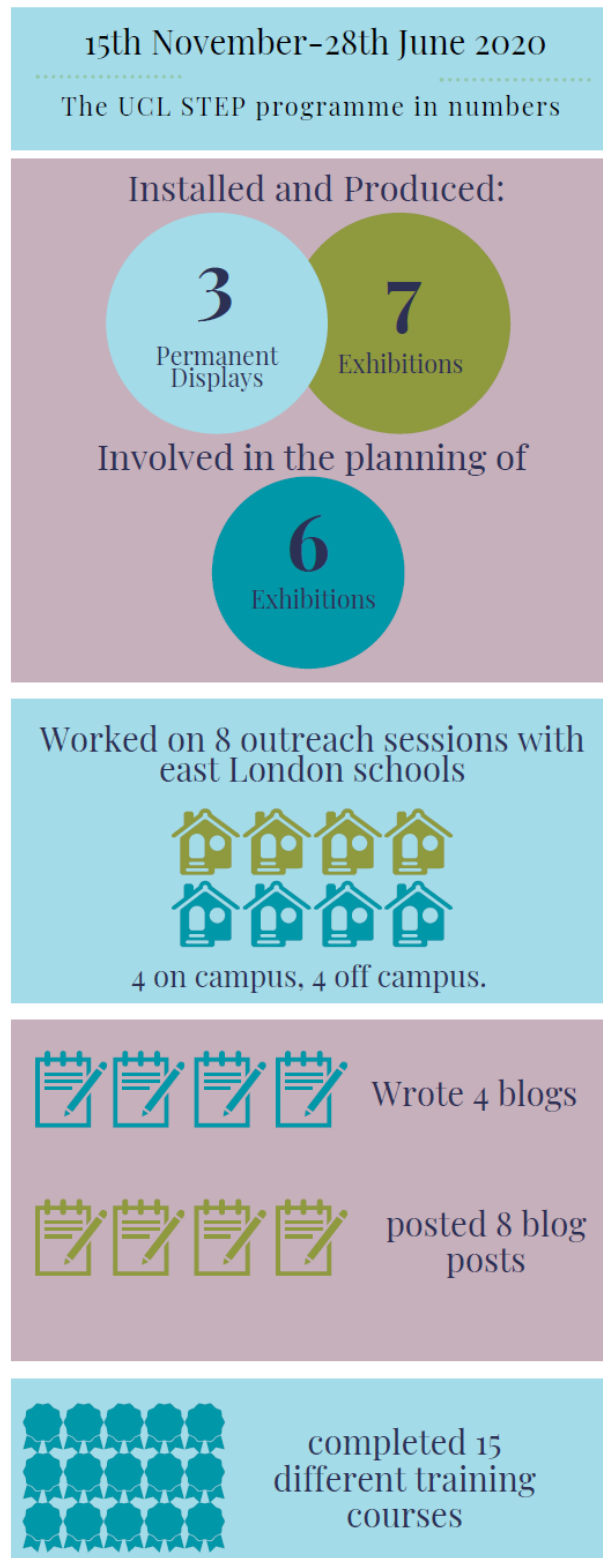 15th November-28th June 2020
The UCL STEP programme in numbers
Installed and Produced:
3
Permanent
Displays
7
Exhibitions
Involved in the planning of
6
Exhibitions
Worked on 8 outreach sessions with
east London schools
4 on campus, 4 off campus.
Wrote 4 blogs
posted 8 blog
posts
completed 15
different training
courses